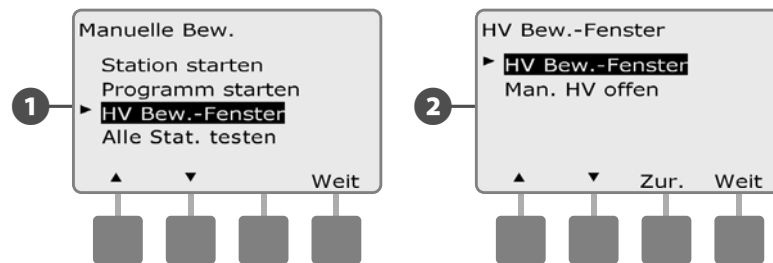 1
Manuelle Bew.
Station starten
Programm starten
► HV Bew.-Fenster
Alle Stat. testen
▲ ▼ Weit
2
HV Bew.-Fenster
► HV Bew.-Fenster
Man. HV offen
▲ ▼ Zur. Weit